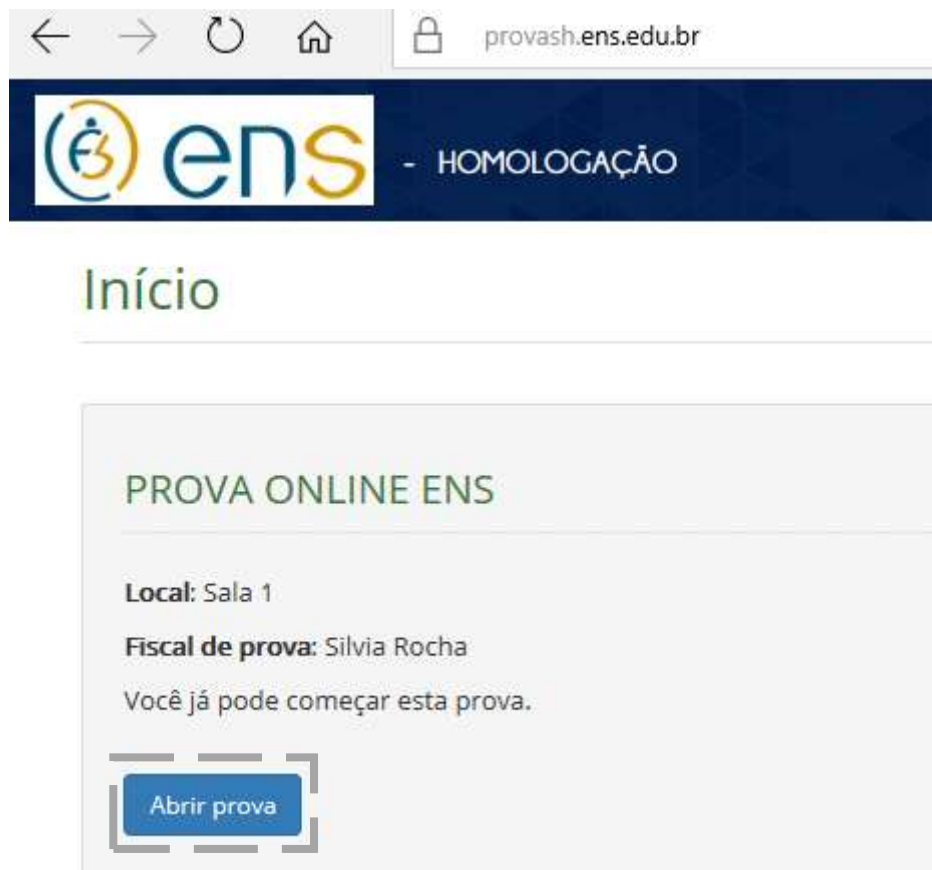 provash.ens.edu.br
ens - HOMOLOGAÇÃO
Início
PROVA ONLINE ENS
Local: Sala 1
Fiscal de prova: Silvia Rocha
Você já pode começar esta prova.
Abrir prova